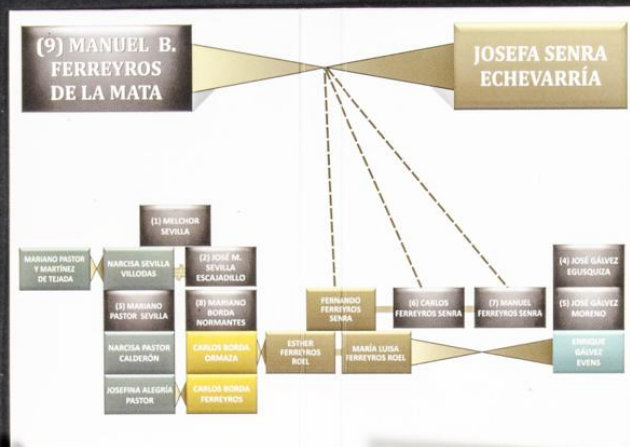 (9) MANUEL B.
FERREYROS
DE LA MATA
JOSEFA SENRA
ECHEVARRÍA
(1) MELCHOR
SEVILLA
MARIANO PASTOR
Y MARTÍNEZ
DE TEJADA
NARCISA SEVILLA
VILLODAS
(2) JOSÉ M.
SEVILLA
ESCAJADILLO
(4) JOSÉ GÁLVEZ
EGUSQUIZA
(3) MARIANO
PASTOR SEVILLA
(8) MARIANO
BORDA
NORMANTES
FERNANDO
FERREYROS
SENRA
(6) CARLOS
FERREYROS SENRA
(7) MANUEL
FERREYROS SENRA
(5) JOSÉ GÁLVEZ
MORENO
NARCISA PASTOR
CALDERÓN
CARLOS BORDA
ORMAZA
ESTHER
FERREYROS
ROEL
MARÍA LUISA
FERREYROS ROEL
ENRIQUE
GÁLVEZ
EVENS
JOSEFINA ALEGRÍA
PASTOR
CARLOS BORDA
FERREYROS